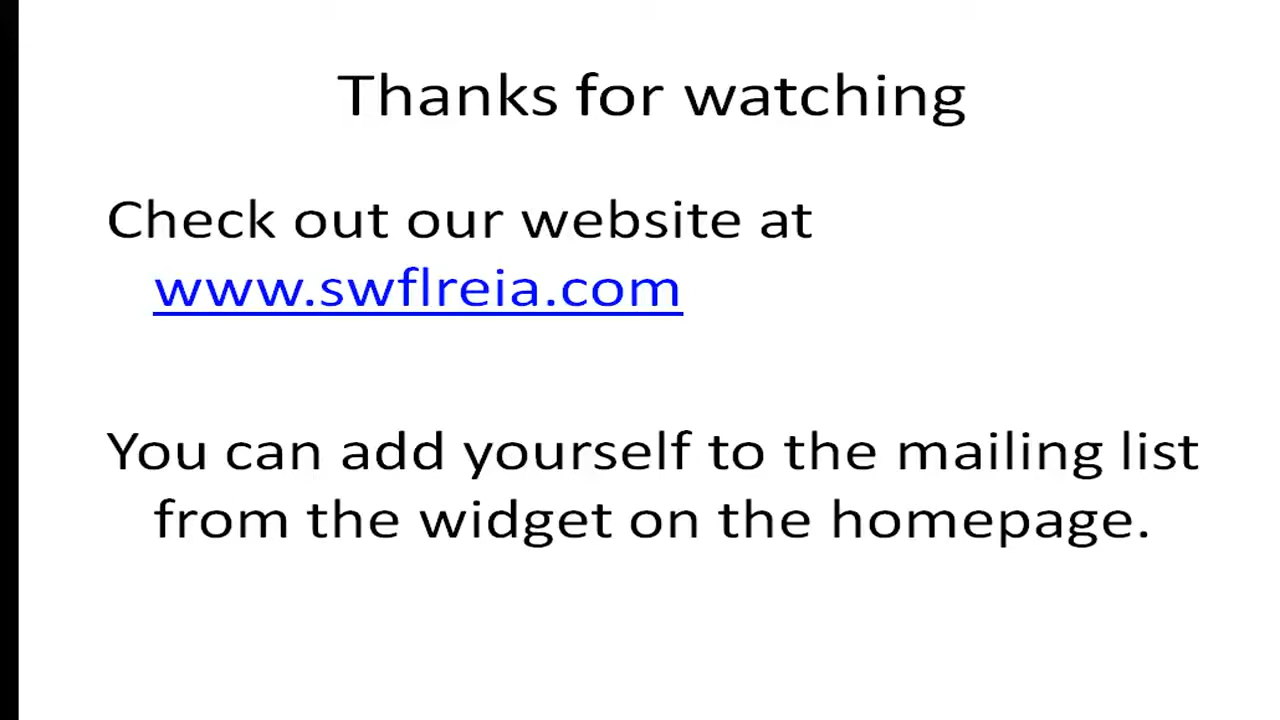 Thanks for watching
Check out our website at
www.swflreia.com
You can add yourself to the mailing list
from the widget on the homepage.